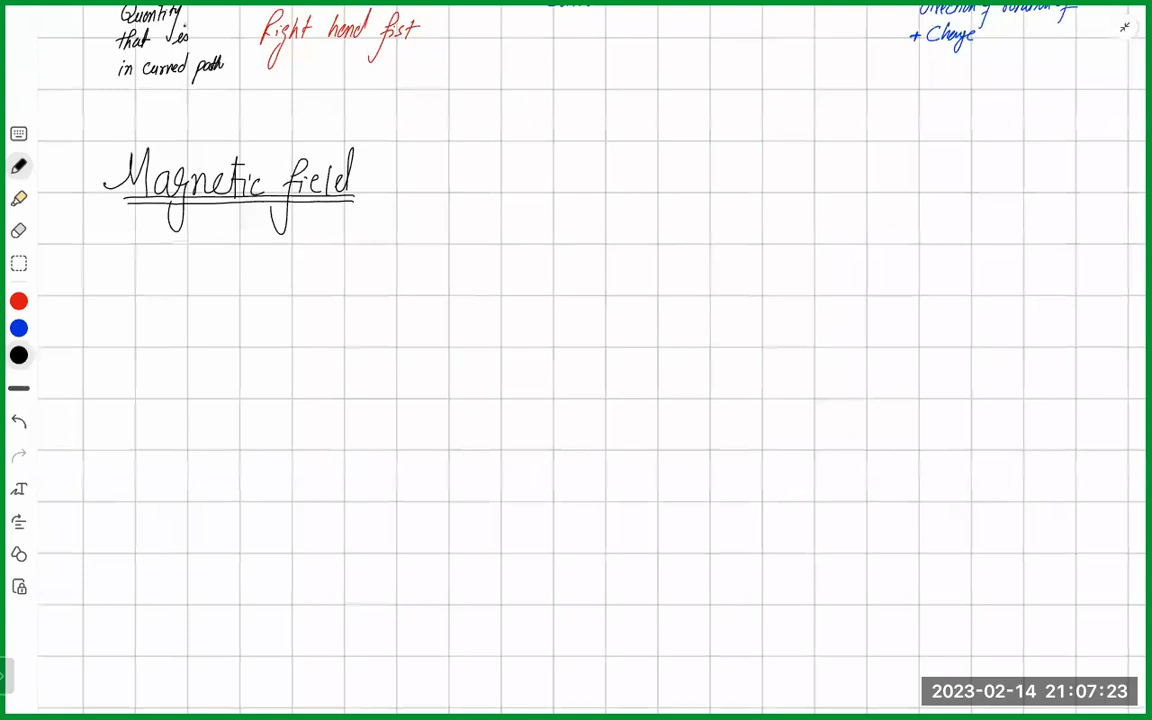 Quantity
that is
in curved path
Right hand fist
+ Charge
Magnetic field
2023-02-14 21:07:23